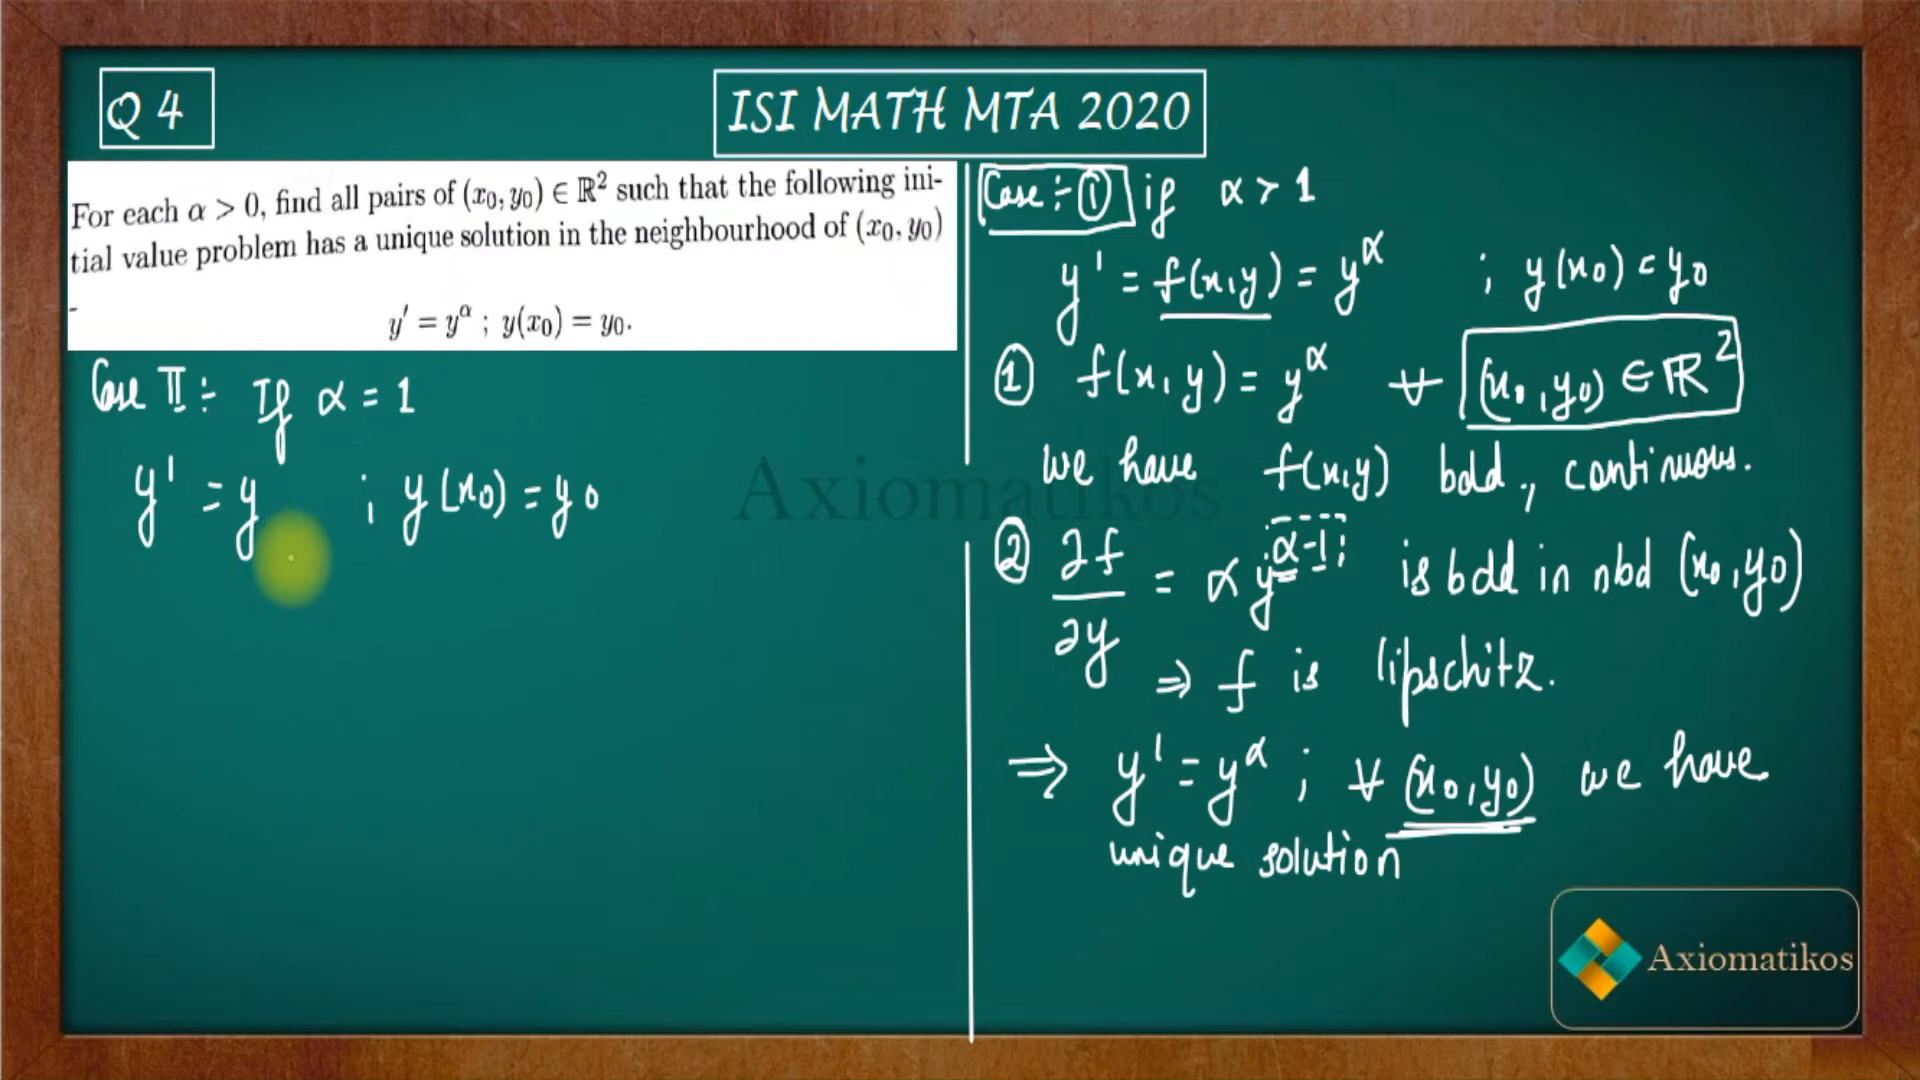 Q 4
ISI MATH MTA 2020
For each α > 0, find all pairs of (x₀, y₀) ∈ ℝ² such that the following ini-
tial value problem has a unique solution in the neighbourhood of (x₀, y₀)
-
y′ = y^α ; y(x₀) = y₀.
Case II :- If α = 1
y' = y ; y(x₀) = y₀
Case :- ① if α > 1
y' = f(x,y) = y^α ; y(x₀) = y₀
① f(x,y) = y^α ∀ (x₀,y₀) ∈ ℝ²
we have f(x,y) bdd, continuous.
② ∂f/∂y = α y^(α-1) is bdd in nbd (x₀,y₀)
⇒ f is lipschitz.
⇒ y' = y^α ; ∀ (x₀,y₀) we have
unique solution
Axiomatikos
Axiomatikos